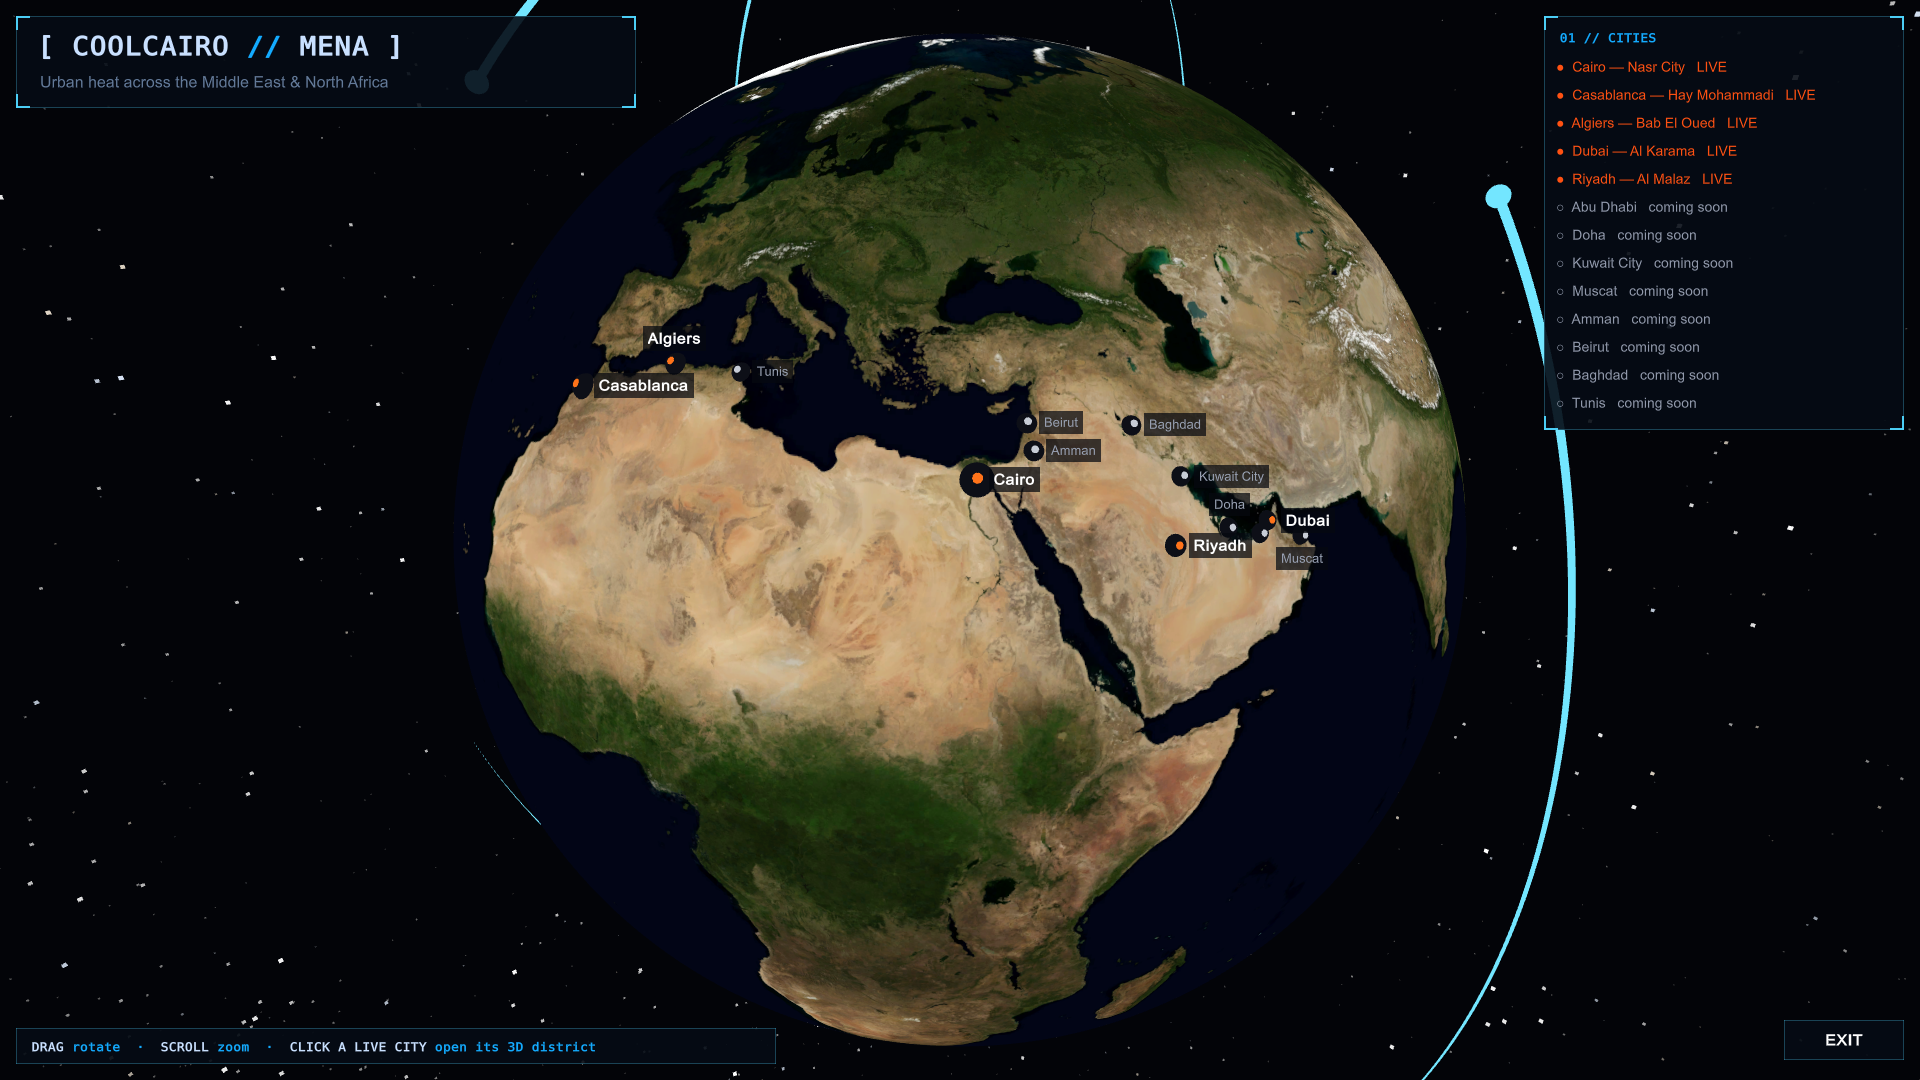 [ COOLCAIRO // MENA ]
Urban heat across the Middle East & North Africa
01 // CITIES
Cairo — Nasr City LIVE
Casablanca — Hay Mohammadi LIVE
Algiers — Bab El Oued LIVE
Dubai — Al Karama LIVE
Riyadh — Al Malaz LIVE
Abu Dhabi coming soon
Doha coming soon
Kuwait City coming soon
Muscat coming soon
Amman coming soon
Beirut coming soon
Baghdad coming soon
Tunis coming soon
Algiers
Tunis
Casablanca
Beirut
Baghdad
Amman
Cairo
Kuwait City
Doha
Dubai
Riyadh
Muscat
DRAG rotate · SCROLL zoom · CLICK A LIVE CITY open its 3D district
EXIT